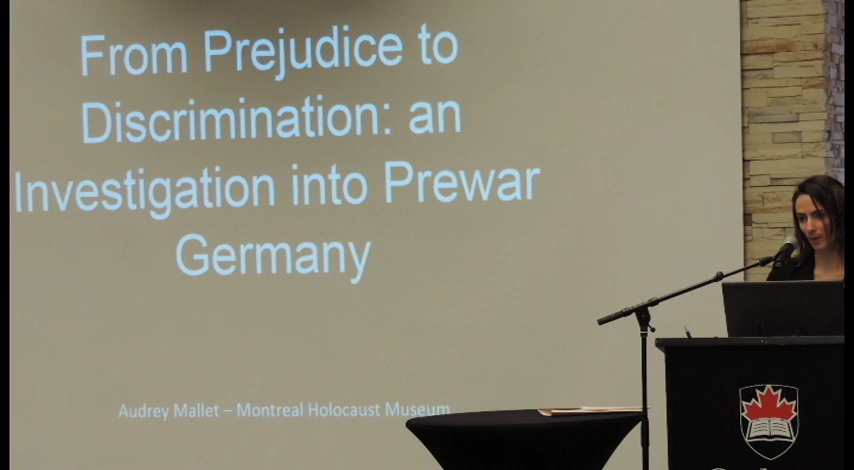 From Prejudice to
Discrimination: an
Investigation into Prewar
Germany
Audrey Mallet – Montreal Holocaust Museum